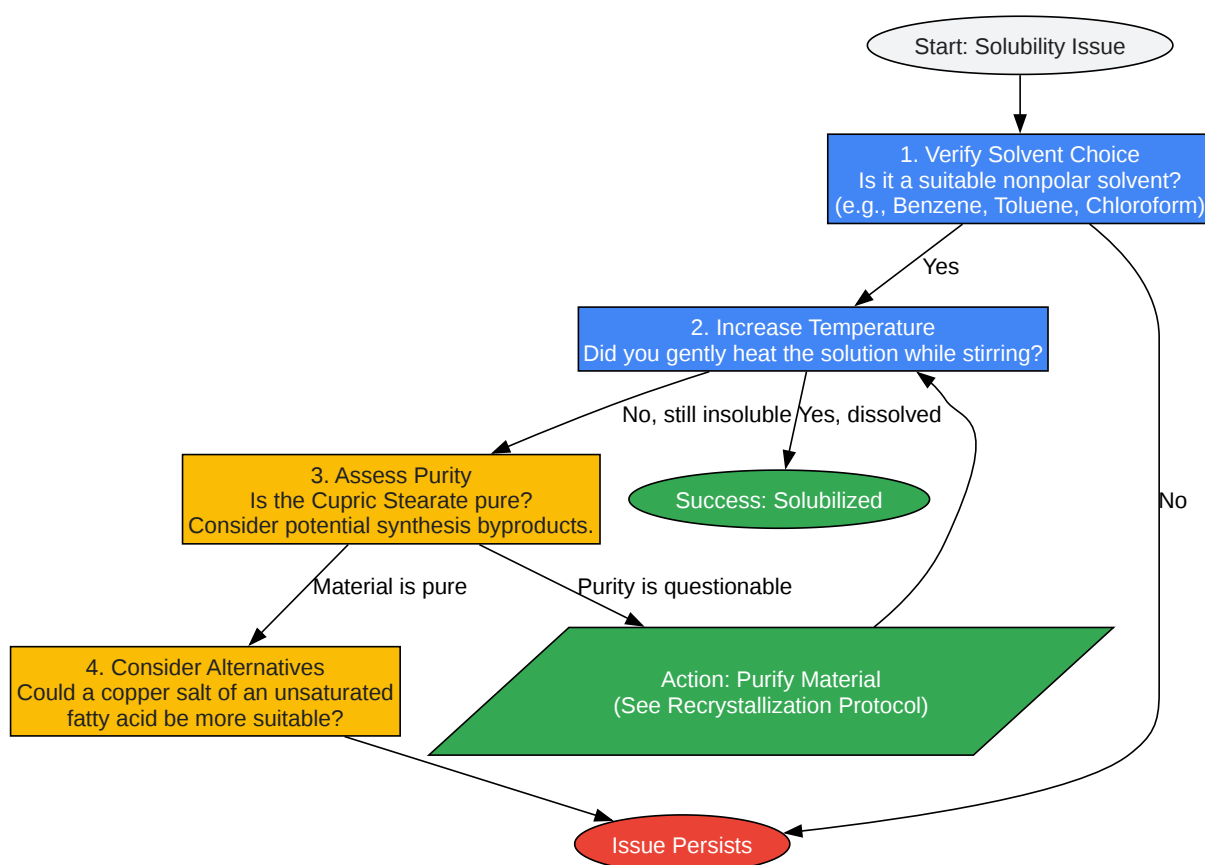 Start: Solubility Issue
1. Verify Solvent Choice
Is it a suitable nonpolar solvent?
(e.g., Benzene, Toluene, Chloroform)
Yes
2. Increase Temperature
Did you gently heat the solution while stirring?
No, still insoluble
Yes, dissolved
3. Assess Purity
Is the Cupric Stearate pure?
Consider potential synthesis byproducts.
Success: Solubilized
No
Material is pure
Purity is questionable
4. Consider Alternatives
Could a copper salt of an unsaturated
fatty acid be more suitable?
Action: Purify Material
(See Recrystallization Protocol)
Issue Persists